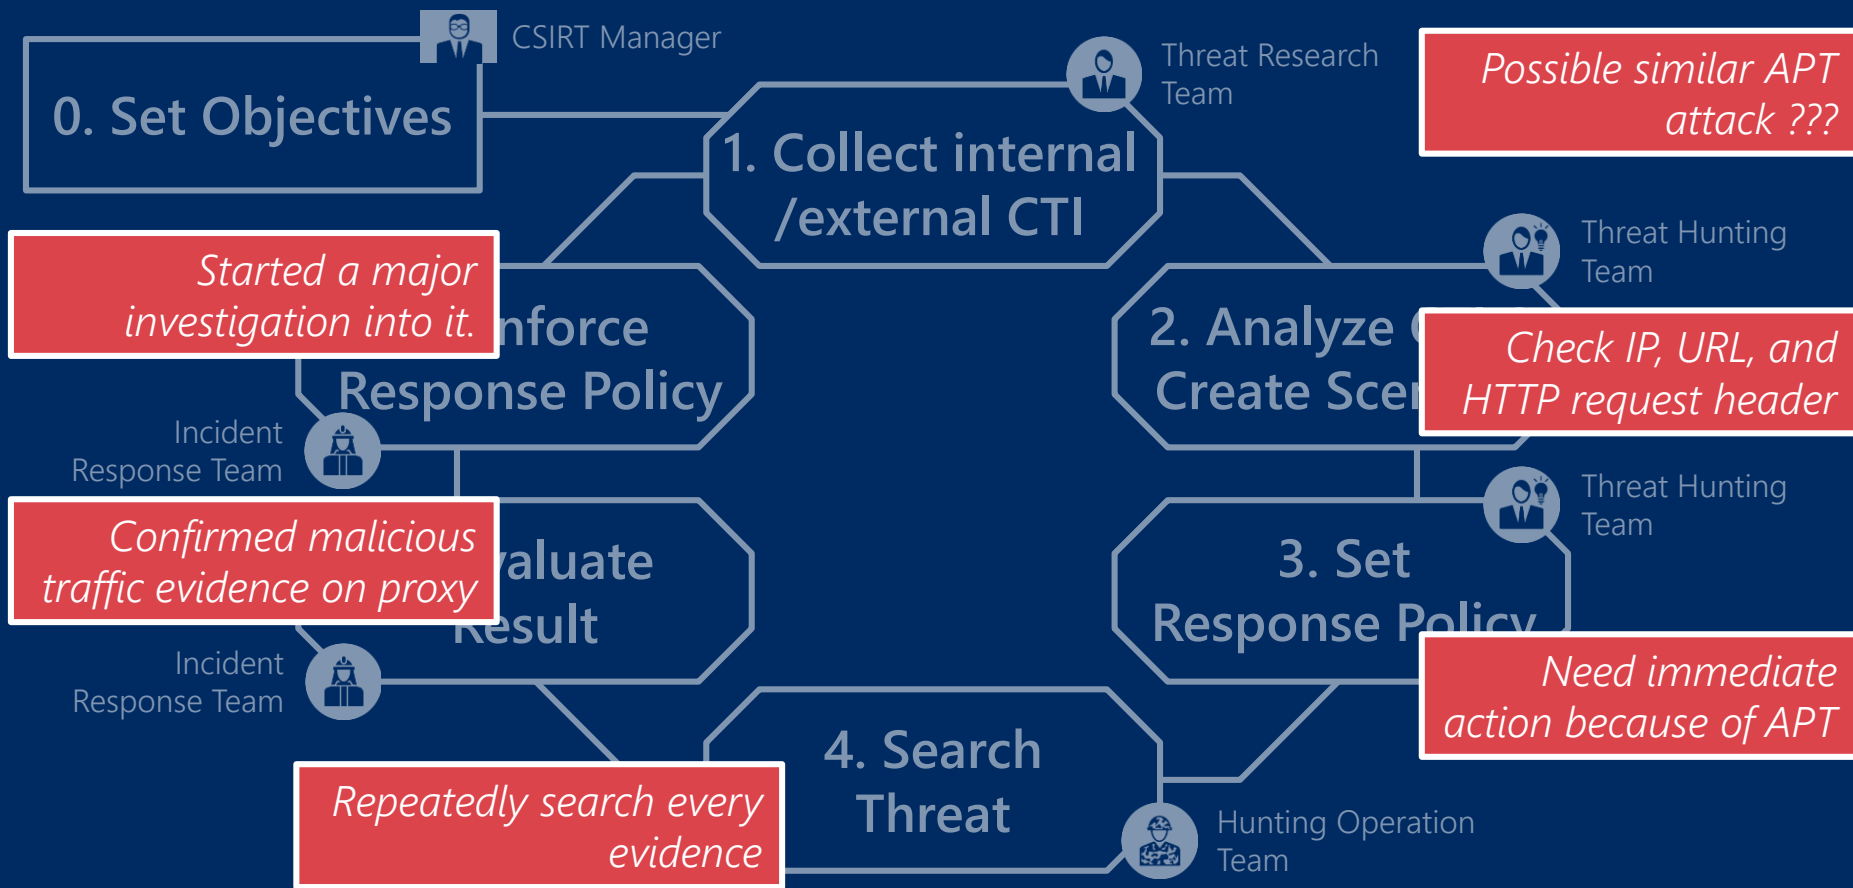 CSIRT Manager
0. Set Objectives
Threat Research
Team
1. Collect internal
/external CTI
Possible similar APT
attack ???
Threat Hunting
Team
2. Analyze
Create
Check IP, URL, and
HTTP request header
Threat Hunting
Team
3. Set
Response Policy
Need immediate
action because of APT
4. Search
Threat
Hunting Operation
Team
Repeatedly search every
evidence
Result
Incident
Response Team
Confirmed malicious
traffic evidence on proxy
Response Policy
Incident
Response Team
Started a major
investigation into it.